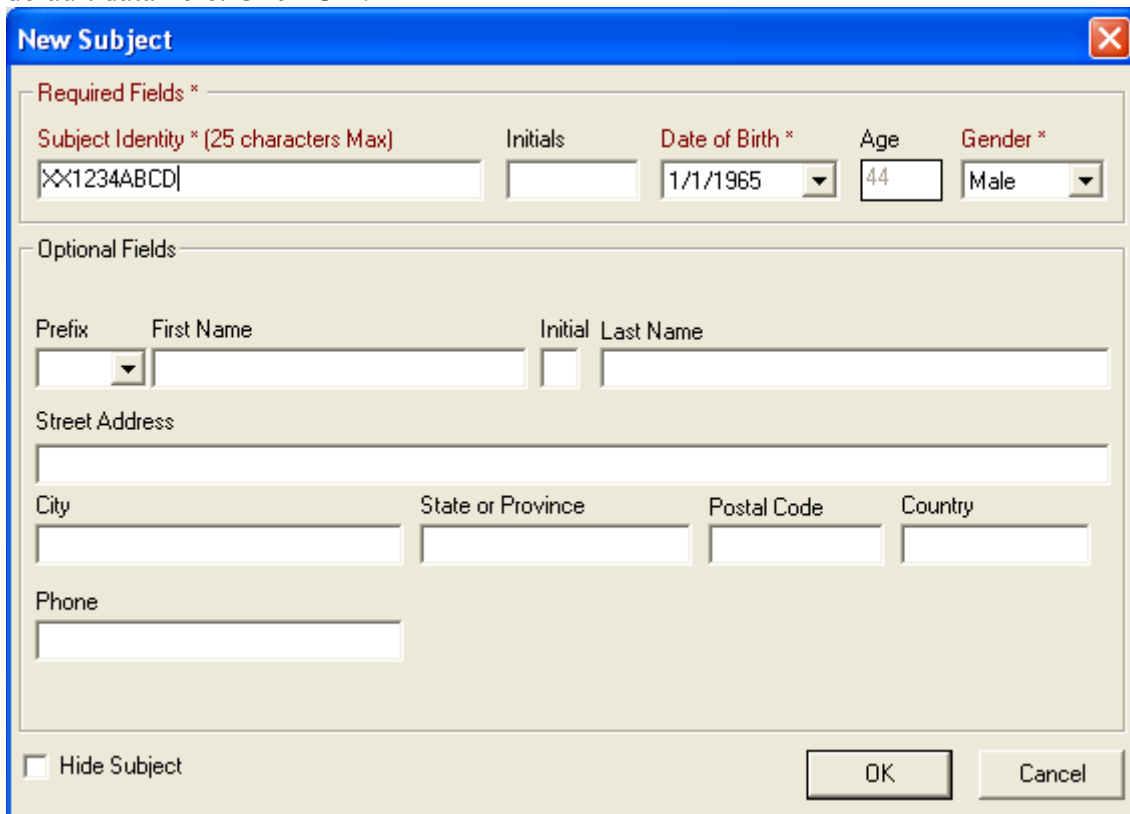 New Subject
Required Fields *
Subject Identity * (25 characters Max) Initials Date of Birth * Age Gender *
XX1234ABCD 1/1/1965 44 Male
Optional Fields
Prefix First Name Initial Last Name
Street Address
City State or Province Postal Code Country
Phone
Hide Subject OK Cancel